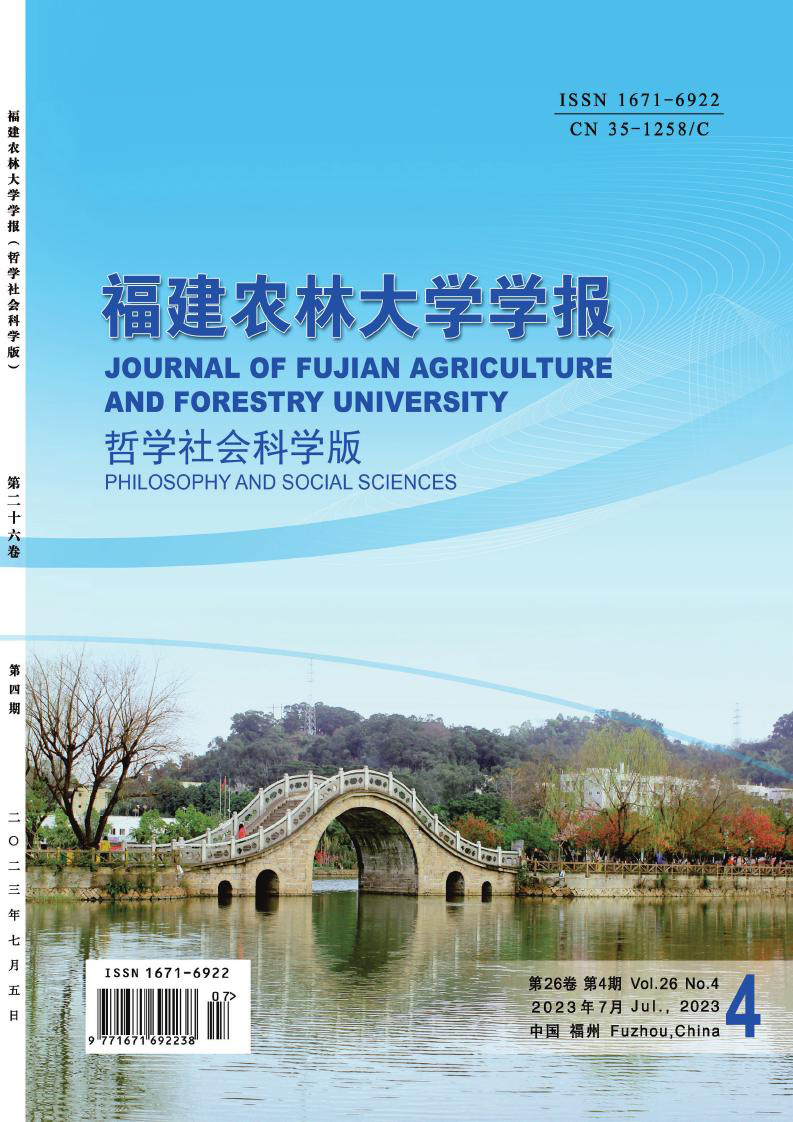 福建农林大学学报（哲学社会科学版）
第二十六卷
第四期
二〇二三年七月五日
ISSN 1671-6922
CN 35-1258/C
福建农林大学学报
JOURNAL OF FUJIAN AGRICULTURE
AND FORESTRY UNIVERSITY
哲学社会科学版
PHILOSOPHY AND SOCIAL SCIENCES
ISSN 1671-6922
07>
9 771671 692238
第26卷 第4期 Vol.26 No.4
2023年7月 Jul., 2023
中国 福州 Fuzhou,China
4